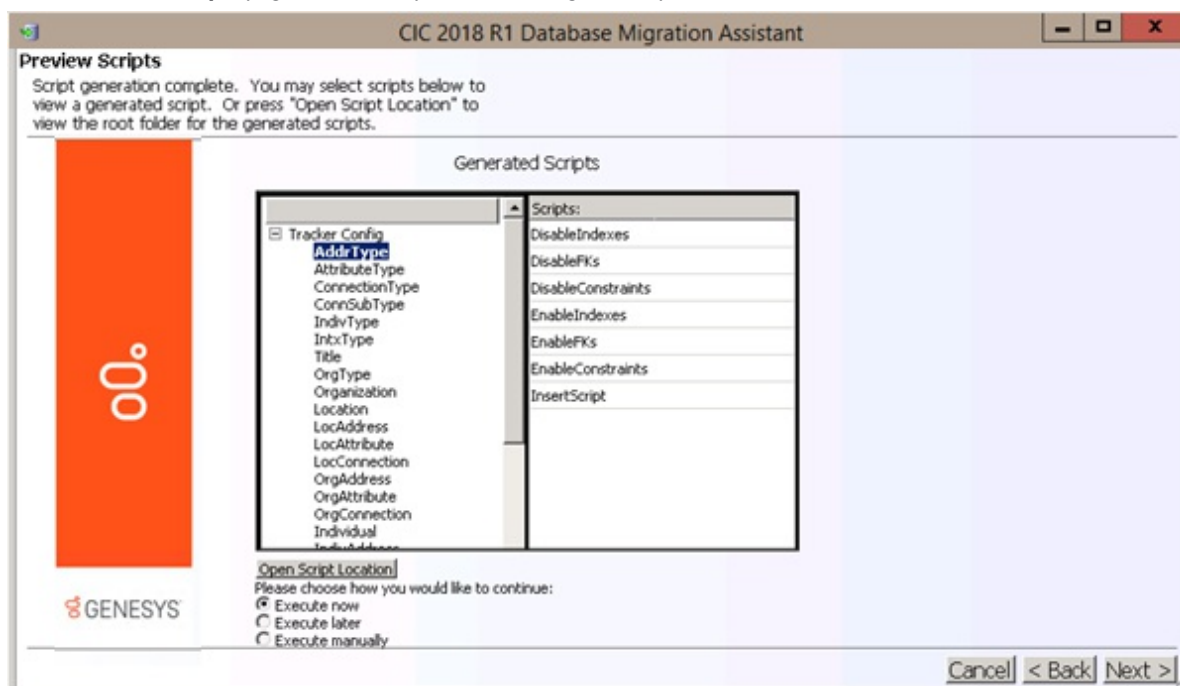 CIC 2018 R1 Database Migration Assistant
Preview Scripts
Script generation complete. You may select scripts below to
view a generated script. Or press "Open Script Location" to
view the root folder for the generated scripts.
Generated Scripts
Scripts:
Tracker Config
AddrType
AttributeType
ConnectionType
ConnSubType
IndivType
IntxType
Title
OrgType
Organization
Location
LocAddress
LocAttribute
LocConnection
OrgAddress
OrgAttribute
OrgConnection
Individual
IndivAddress
DisableIndexes
DisableFKs
DisableConstraints
EnableIndexes
EnableFKs
EnableConstraints
InsertScript
Open Script Location
Please choose how you would like to continue:
Execute now
Execute later
Execute manually
GENESYS
Cancel < Back Next >